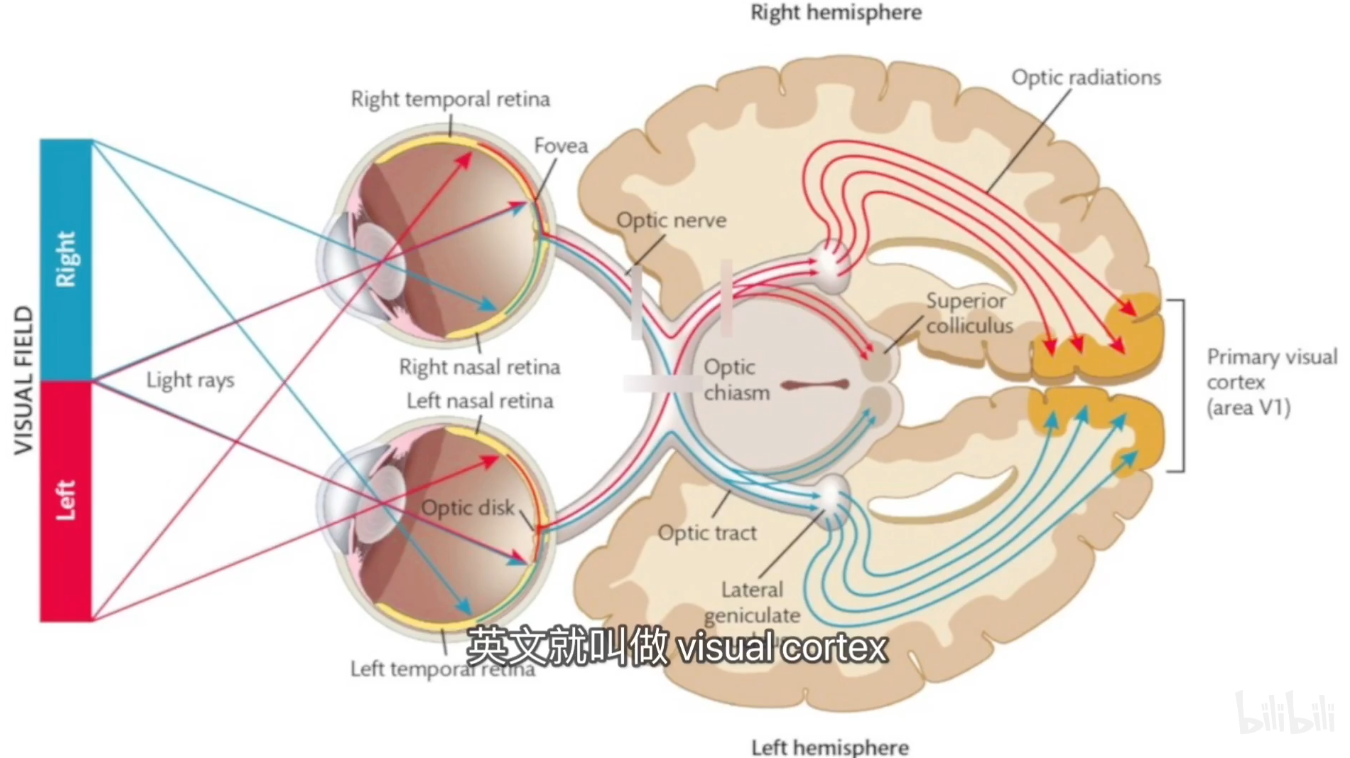 Right hemisphere
Optic radiations
Right temporal retina
Fovea
Optic nerve
Right
VISUAL FIELD
Superior
colliculus
Primary visual
cortex
(area V1)
Light rays
Right nasal retina
Optic
chiasm
Left nasal retina
Left
Optic disk
Optic tract
Lateral
geniculate
英文就叫做 visual cortex
Left temporal retina
bilibili
Left hemisphere